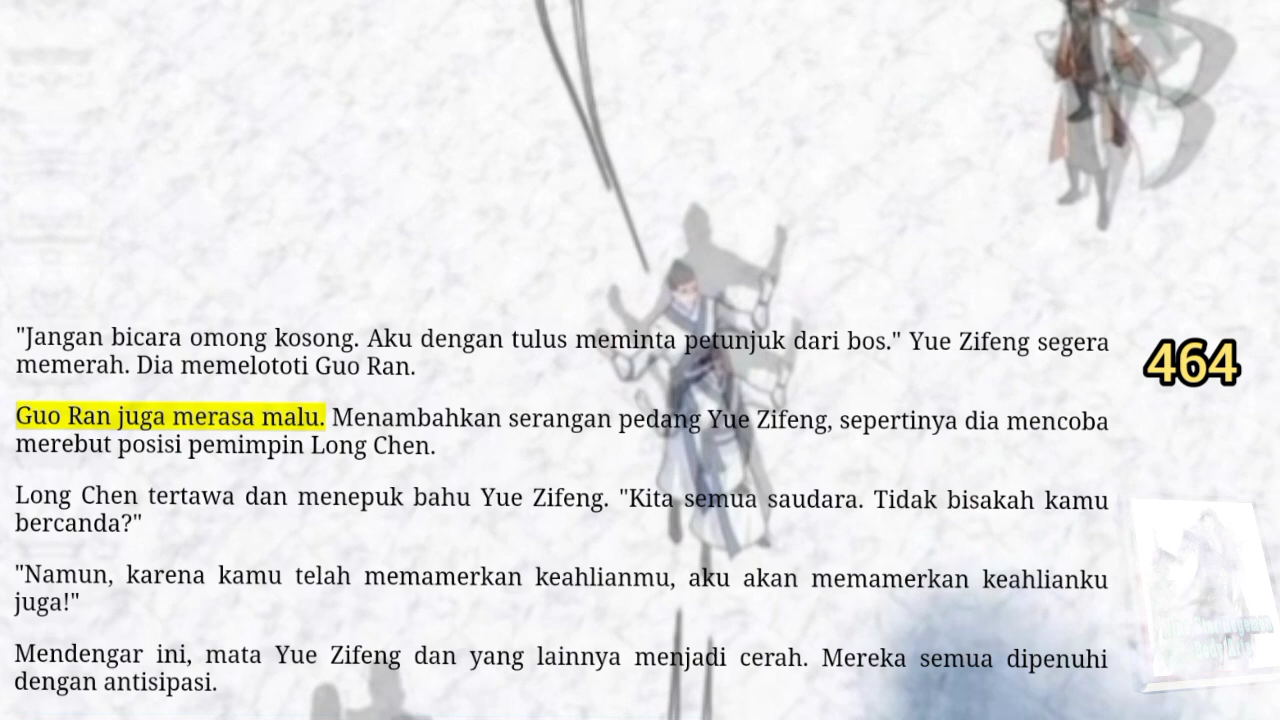 "Jangan bicara omong kosong. Aku dengan tulus meminta petunjuk dari bos." Yue Zifeng segera
memerah. Dia memelototi Guo Ran.
464
Guo Ran juga merasa malu. Menambahkan serangan pedang Yue Zifeng, sepertinya dia mencoba
merebut posisi pemimpin Long Chen.
Long Chen tertawa dan menepuk bahu Yue Zifeng. "Kita semua saudara. Tidak bisakah kamu
bercanda?"
"Namun, karena kamu telah memamerkan keahlianmu, aku akan memamerkan keahlianku
juga!"
Mendengar ini, mata Yue Zifeng dan yang lainnya menjadi cerah. Mereka semua dipenuhi
dengan antisipasi.